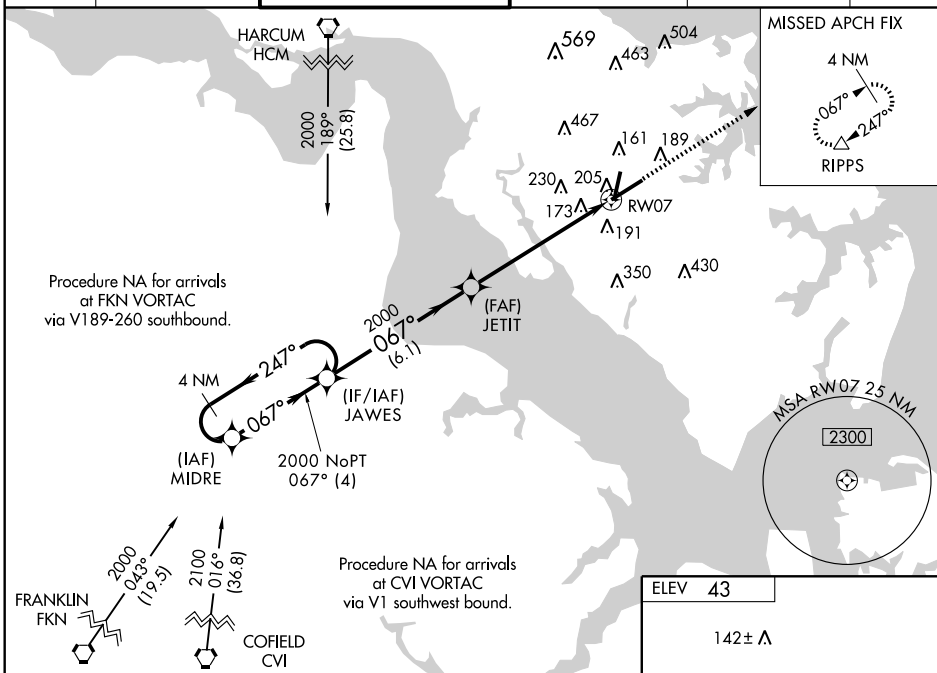 HARCUM
HCM
2000
189°
(25.8)
569
504
463
467
161
189
230
205
173
RW07
191
350
430
MISSED APCH FIX
4 NM
067°
247°
RIPPS
Procedure NA for arrivals
at FKN VORTAC
via V189-260 southbound.
(FAF)
JETIT
2000
067°
(6.1)
247°
4 NM
067°
(IF/IAF)
JAWES
(IAF)
MIDRE
2000 NoPT
067° (4)
MSA RW07 25 NM
2300
2000
043°
(19.5)
FRANKLIN
FKN
2100
016°
(36.8)
COFIELD
CVI
Procedure NA for arrivals
at CVI VORTAC
via V1 southwest bound.
ELEV 43
142±